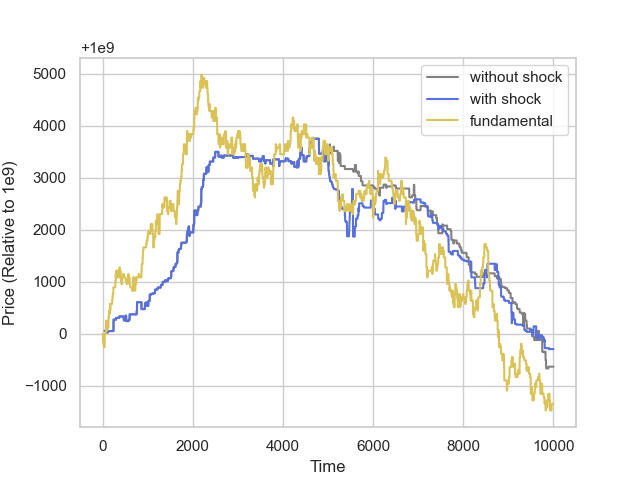 +1e9
5000
4000
3000
2000
1000
0
−1000
Price (Relative to 1e9)
without shock
with shock
fundamental
0
2000
4000
6000
8000
10000
Time